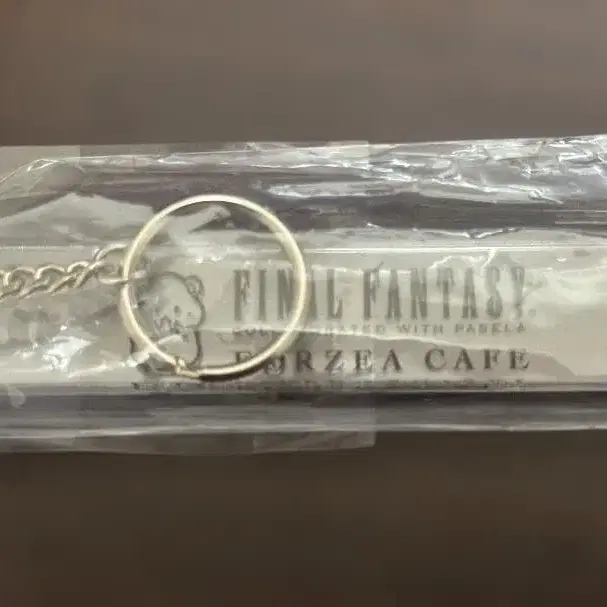 FINAL FANTASY®
COLLABORATED WITH PASELA
EORZEA CAFE